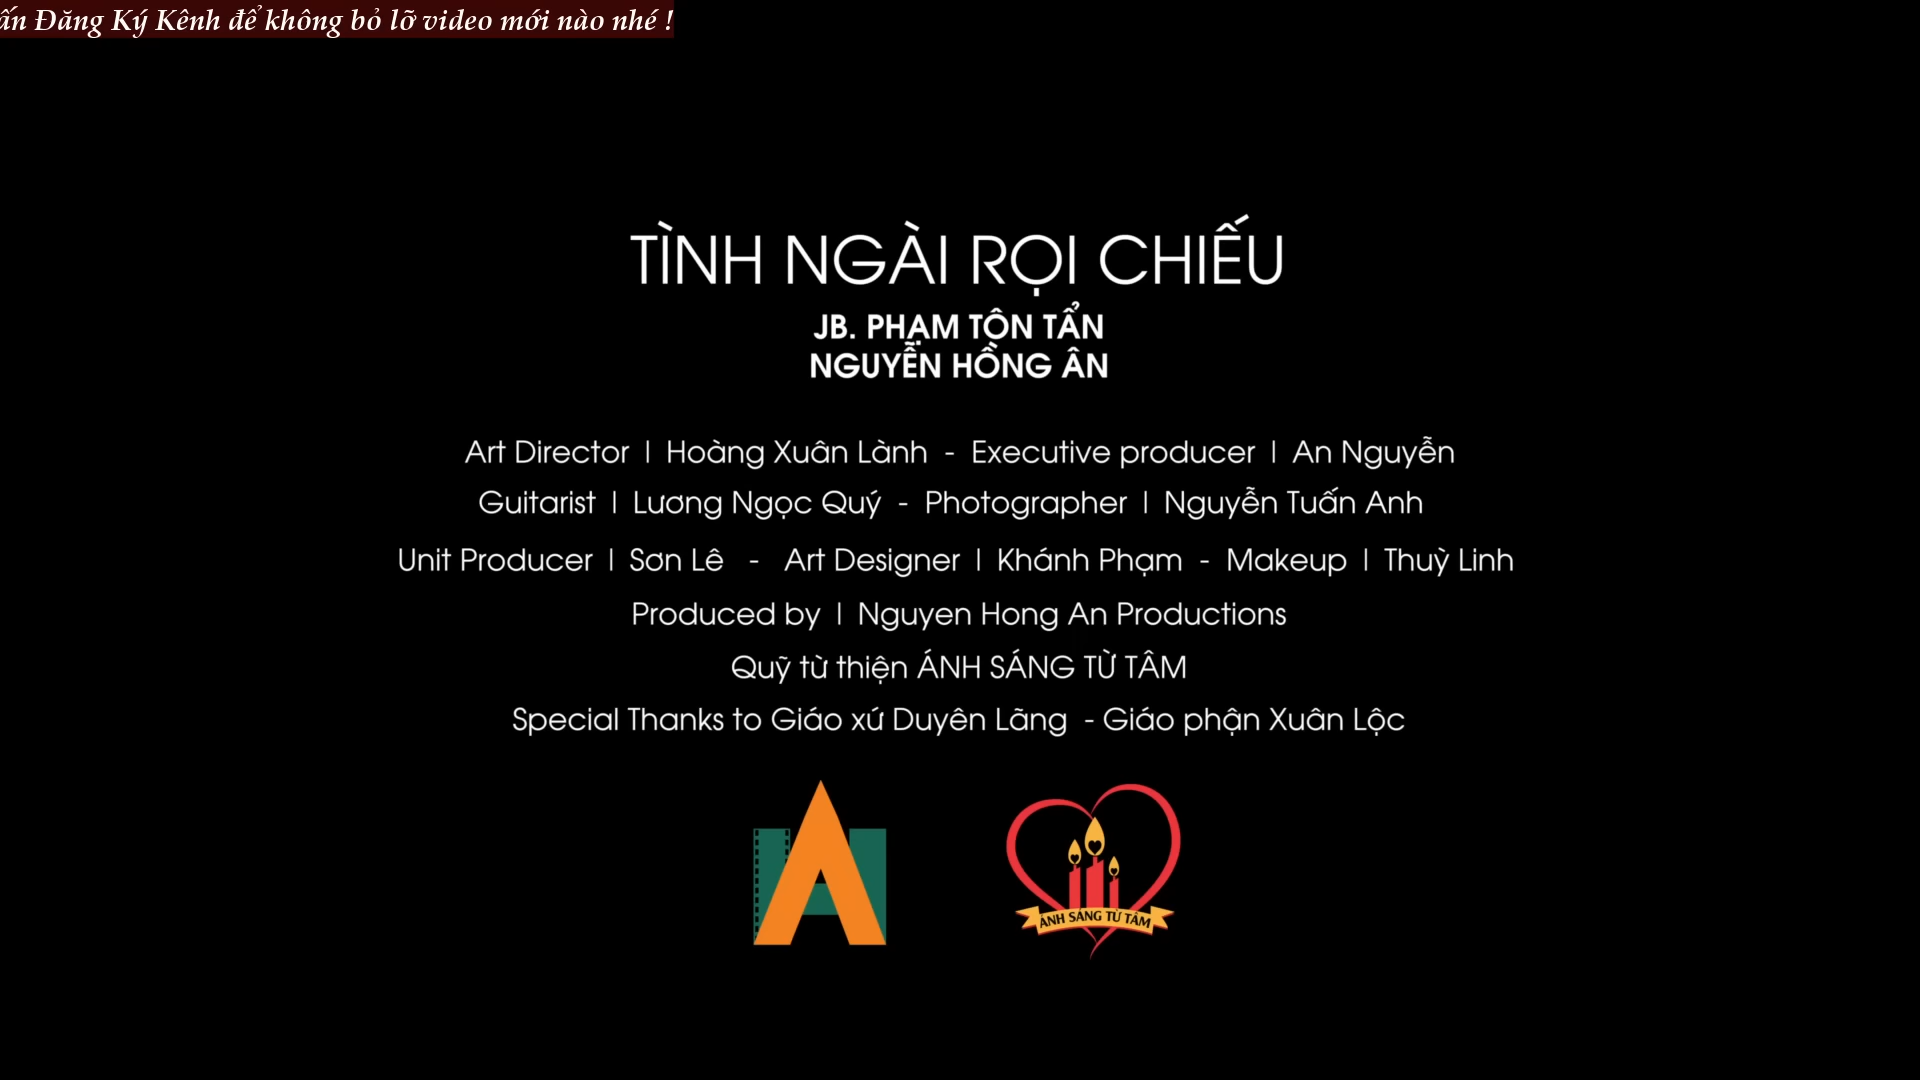 ấn Đăng Ký Kênh để không bỏ lỡ video mới nào nhé !
TÌNH NGÀI RỌI CHIẾU
JB. PHẠM TÔN TẨN
NGUYỄN HỒNG ÂN
Art Director | Hoàng Xuân Lành - Executive producer | An Nguyễn
Guitarist | Lương Ngọc Quý - Photographer | Nguyễn Tuấn Anh
Unit Producer | Sơn Lê - Art Designer | Khánh Phạm - Makeup | Thuỳ Linh
Produced by | Nguyen Hong An Productions
Quỹ từ thiện ÁNH SÁNG TỪ TÂM
Special Thanks to Giáo xứ Duyên Lãng - Giáo phận Xuân Lộc
ÁNH SÁNG TỪ TÂM